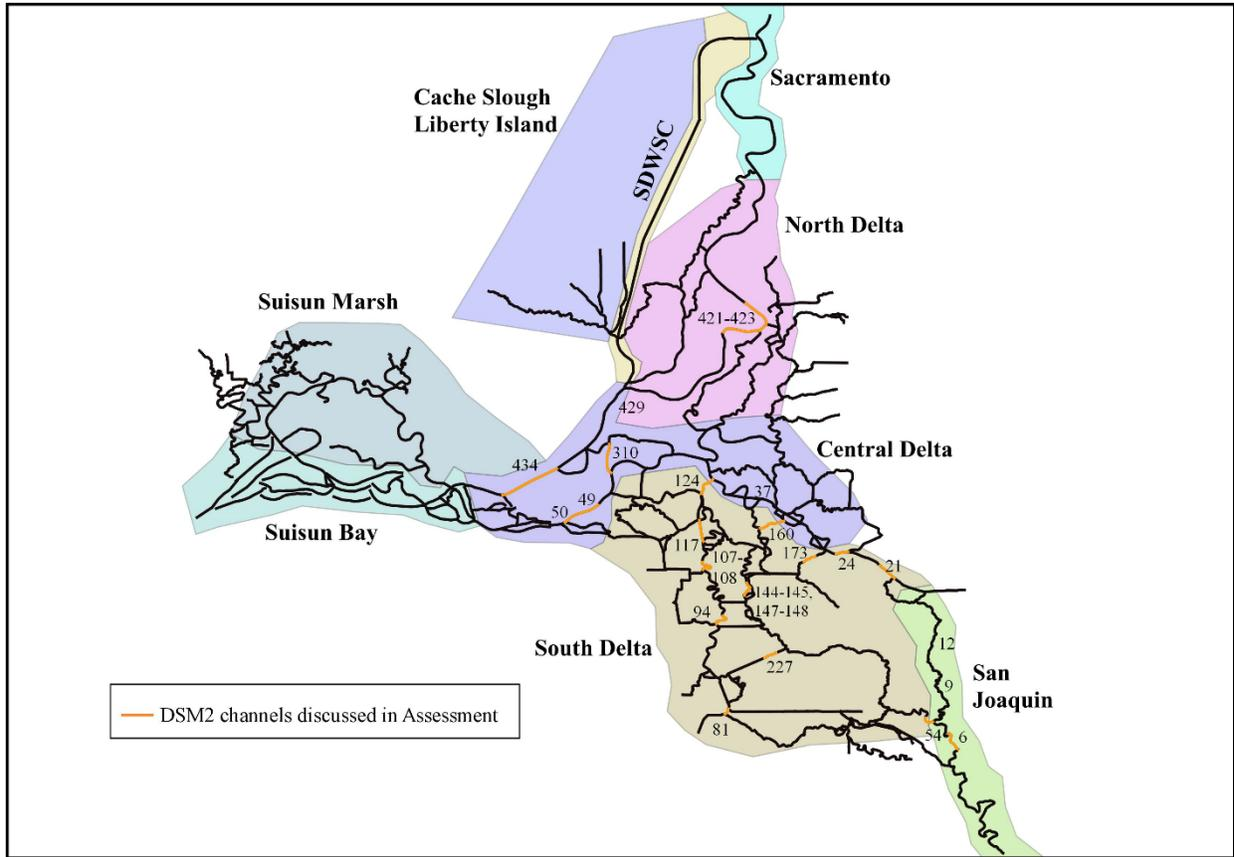 Sacramento
Cache Slough
Liberty Island
SDWSC
North Delta
Suisun Marsh
421-423
429
Central Delta
434
310
124
37
49
50
160
Suisun Bay
117
107-
108
173
24
21
144-145,
147-148
94
South Delta
12
227
9
San
Joaquin
DSM2 channels discussed in Assessment
81
54
6